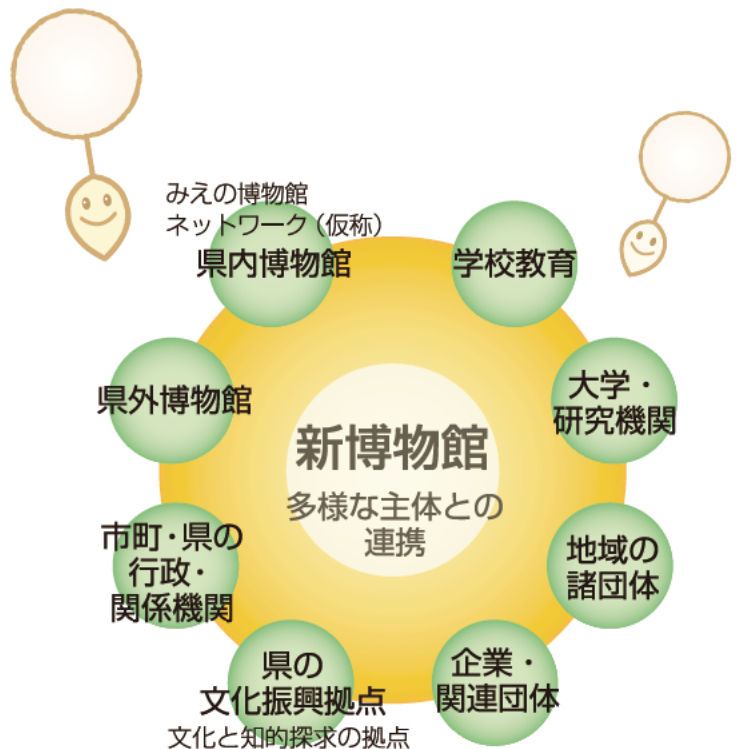 みえの博物館
ネットワーク（仮称）
県内博物館
学校教育
県外博物館
大学・
研究機関
新博物館
多様な主体との
連携
市町・県の
行政・
関係機関
地域の
諸団体
県の
文化振興拠点
文化と知的探求の拠点
企業・
関連団体